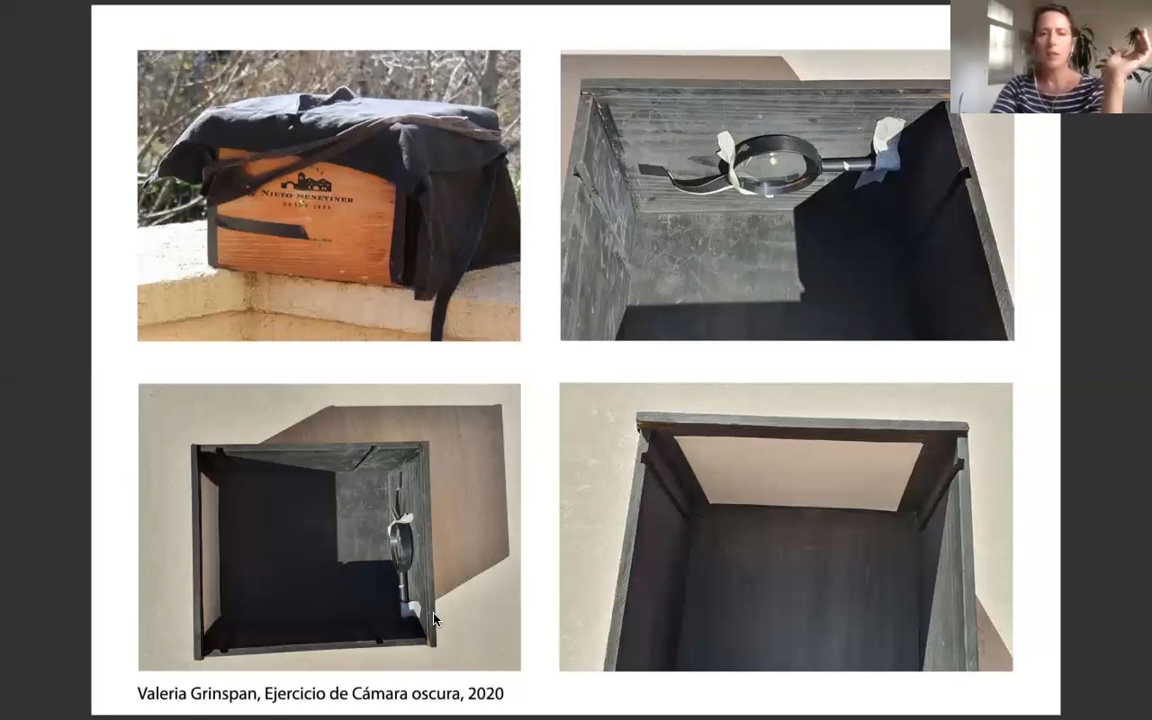 NIETO SENETINER
DESDE 1888
Valeria Grinspan, Ejercicio de Cámara oscura, 2020